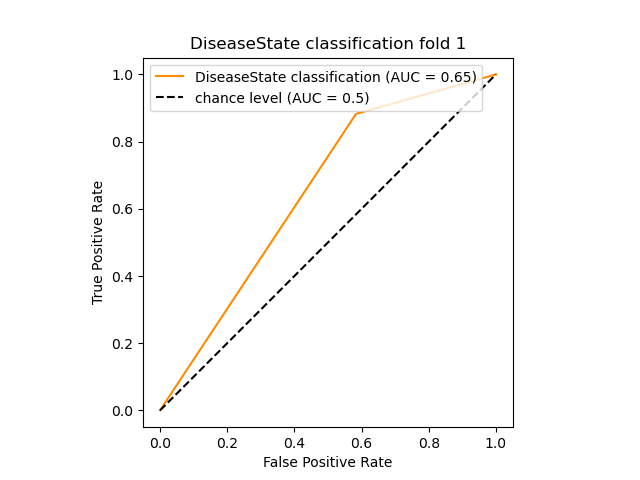 DiseaseState classification fold 1
DiseaseState classification (AUC = 0.65)
chance level (AUC = 0.5)
1.0
0.8
0.6
0.4
0.2
0.0
True Positive Rate
0.0 0.2 0.4 0.6 0.8 1.0
False Positive Rate